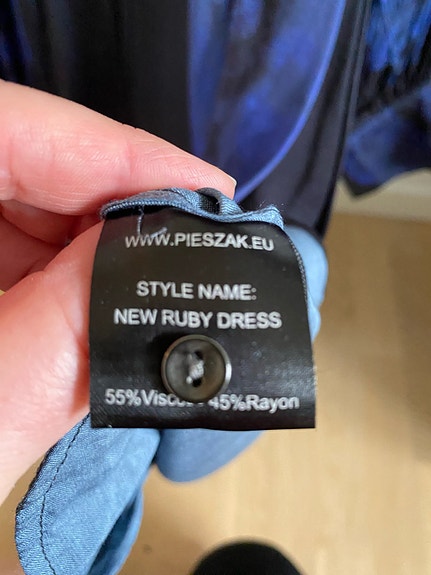 WWW.PIESZAK.EU
STYLE NAME:
NEW RUBY DRESS
45%Rayon